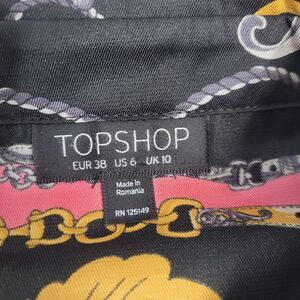 TOPSHOP
EUR 38 US 6 UK 10
Made in
Romania
RN 125149